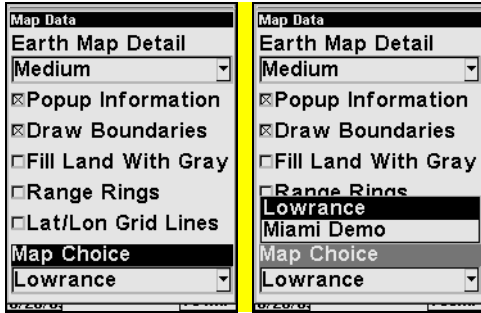 Map Data
Earth Map Detail
Medium
Popup Information
Draw Boundaries
Fill Land With Gray
Range Rings
Lat/Lon Grid Lines
Map Choice
Lowrance
Map Data
Earth Map Detail
Medium
Popup Information
Draw Boundaries
Fill Land With Gray
Range Rings
Lowrance
Miami Demo
Map Choice
Lowrance